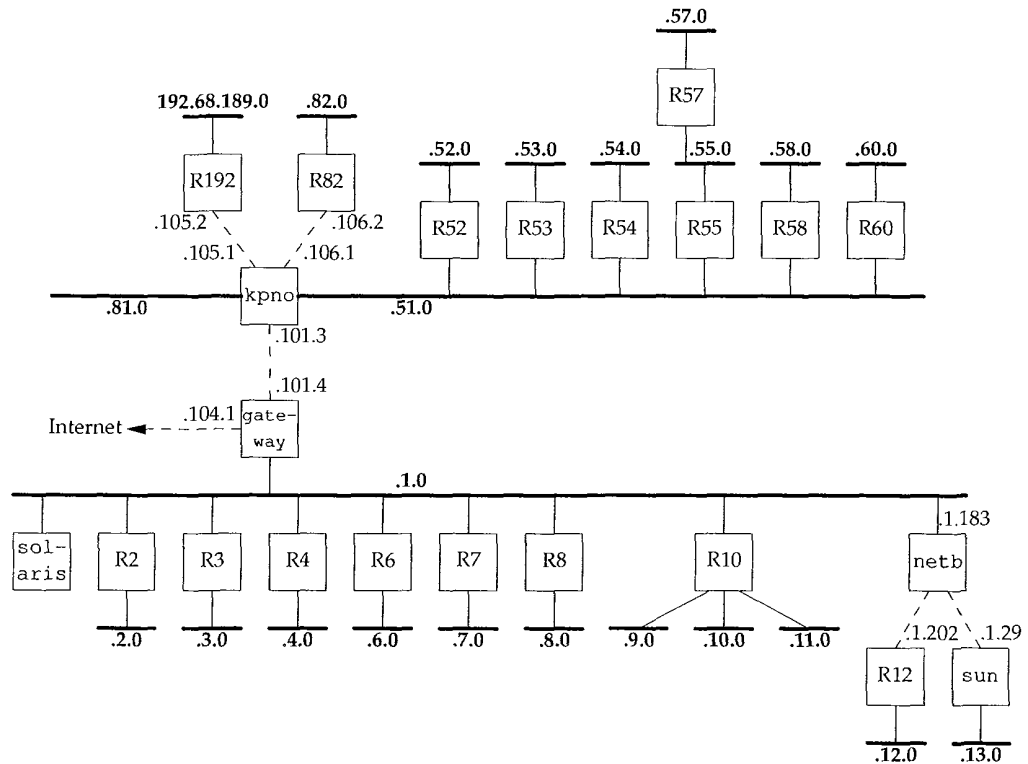 .57.0
R57
192.68.189.0 .82.0
.52.0 .53.0 .54.0 .55.0 .58.0 .60.0
R192 R82
R52 R53 R54 R55 R58 R60
.105.2 .106.2
.105.1 .106.1
kpno
.81.0 .51.0
.101.3
.101.4
Internet .104.1 gate-
way
.1.0
.1.183
sol-
aris R2 R3 R4 R6 R7 R8 R10 netb
.2.0 .3.0 .4.0 .6.0 .7.0 .8.0 .9.0 .10.0 .11.0
.1.202 .1.29
R12 sun
.12.0 .13.0